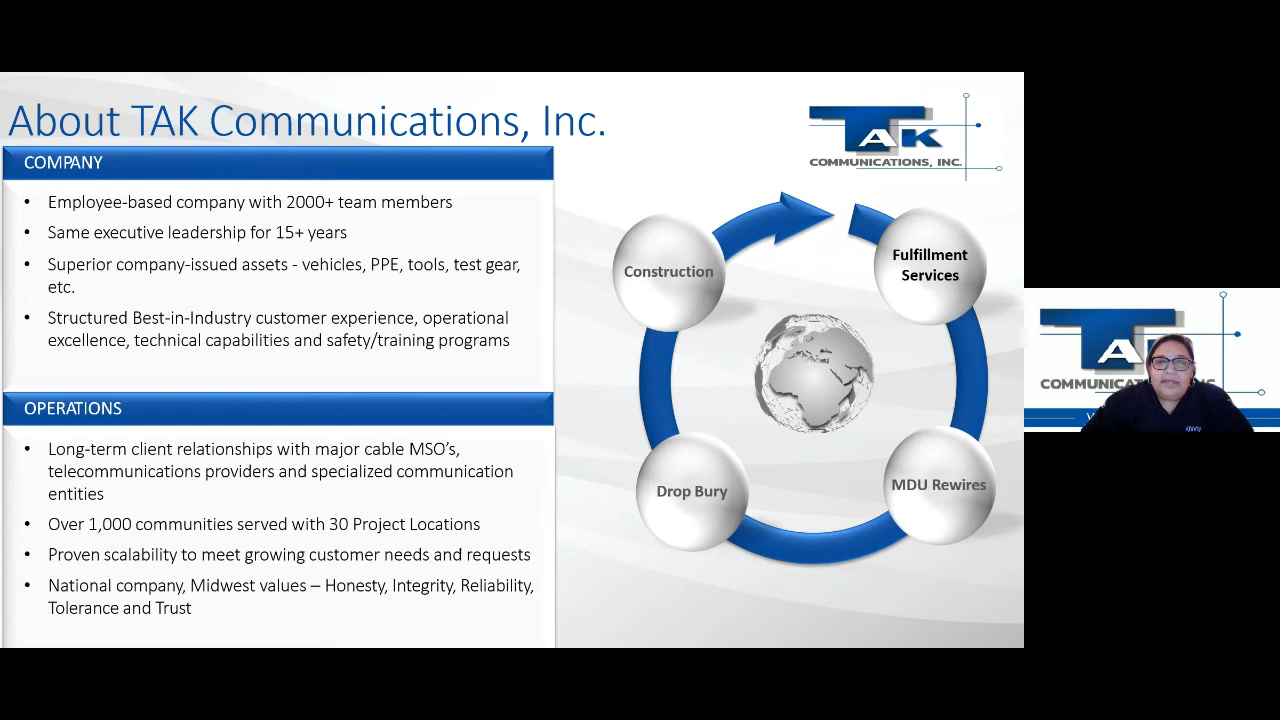 About TAK Communications, Inc.
TAK
COMMUNICATIONS, INC.
COMPANY
• Employee-based company with 2000+ team members
• Same executive leadership for 15+ years
• Superior company-issued assets - vehicles, PPE, tools, test gear,
etc.
• Structured Best-in-Industry customer experience, operational
excellence, technical capabilities and safety/training programs
OPERATIONS
• Long-term client relationships with major cable MSO's,
telecommunications providers and specialized communication
entities
• Over 1,000 communities served with 30 Project Locations
• Proven scalability to meet growing customer needs and requests
• National company, Midwest values – Honesty, Integrity, Reliability,
Tolerance and Trust
Construction
Fulfillment
Services
Drop Bury
MDU Rewires
TA